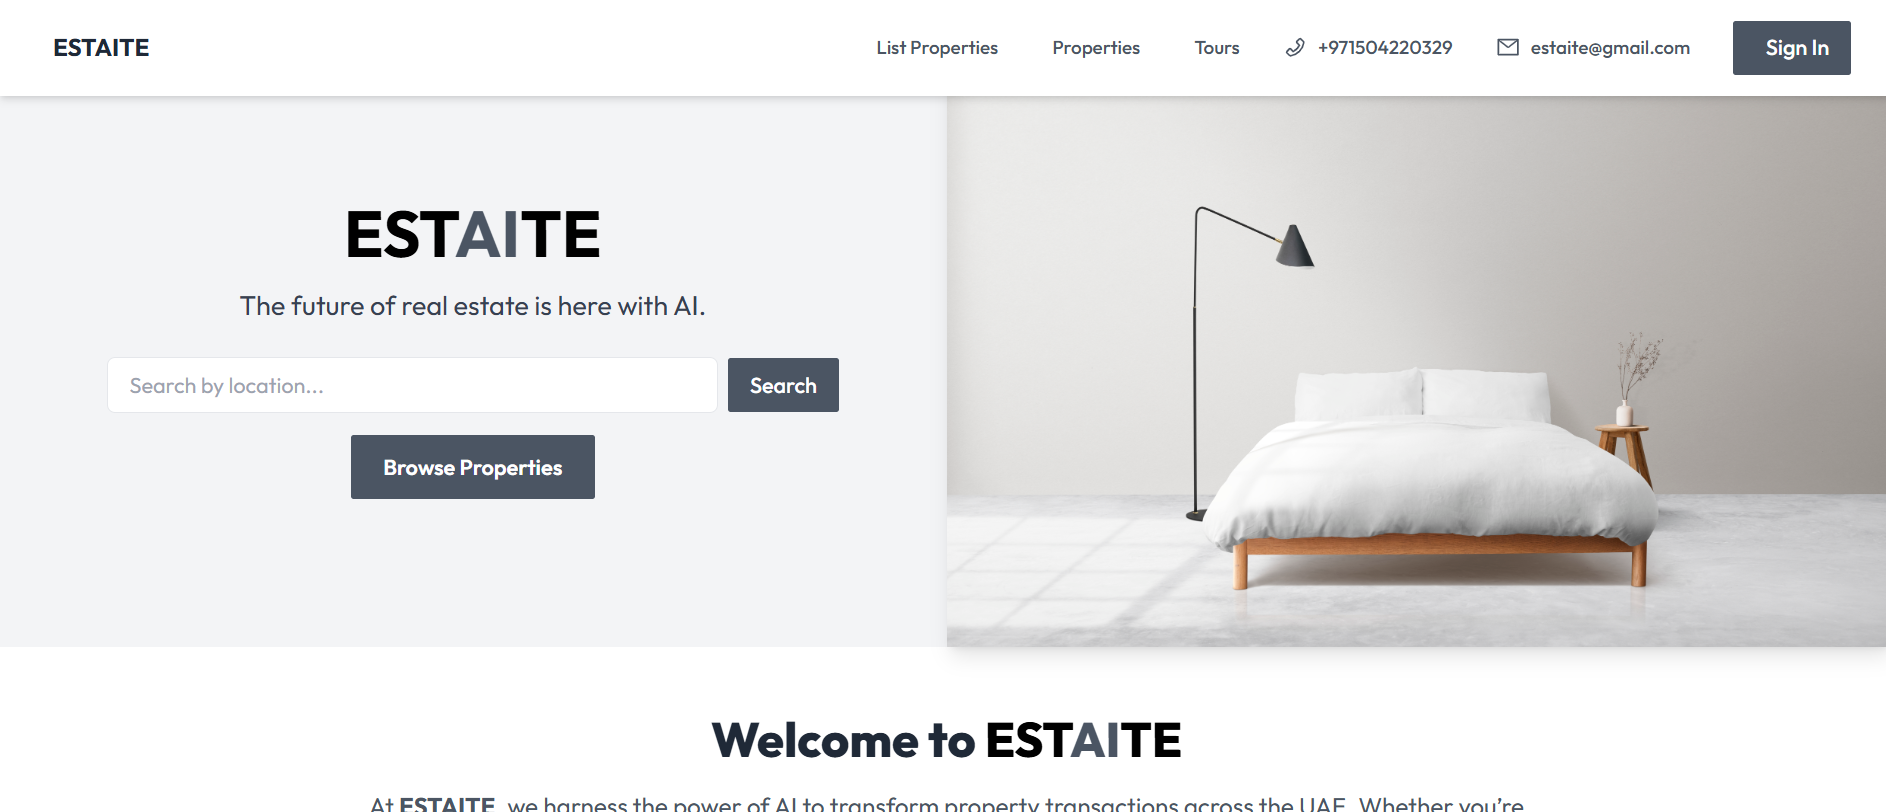 ESTAITE
List Properties
Properties
Tours
+971504220329
estaite@gmail.com
Sign In
ESTAITE
The future of real estate is here with AI.
Search by location...
Search
Browse Properties
Welcome to ESTAITE
At ESTAITE, we harness the power of AI to transform property transactions across the UAE. Whether you're